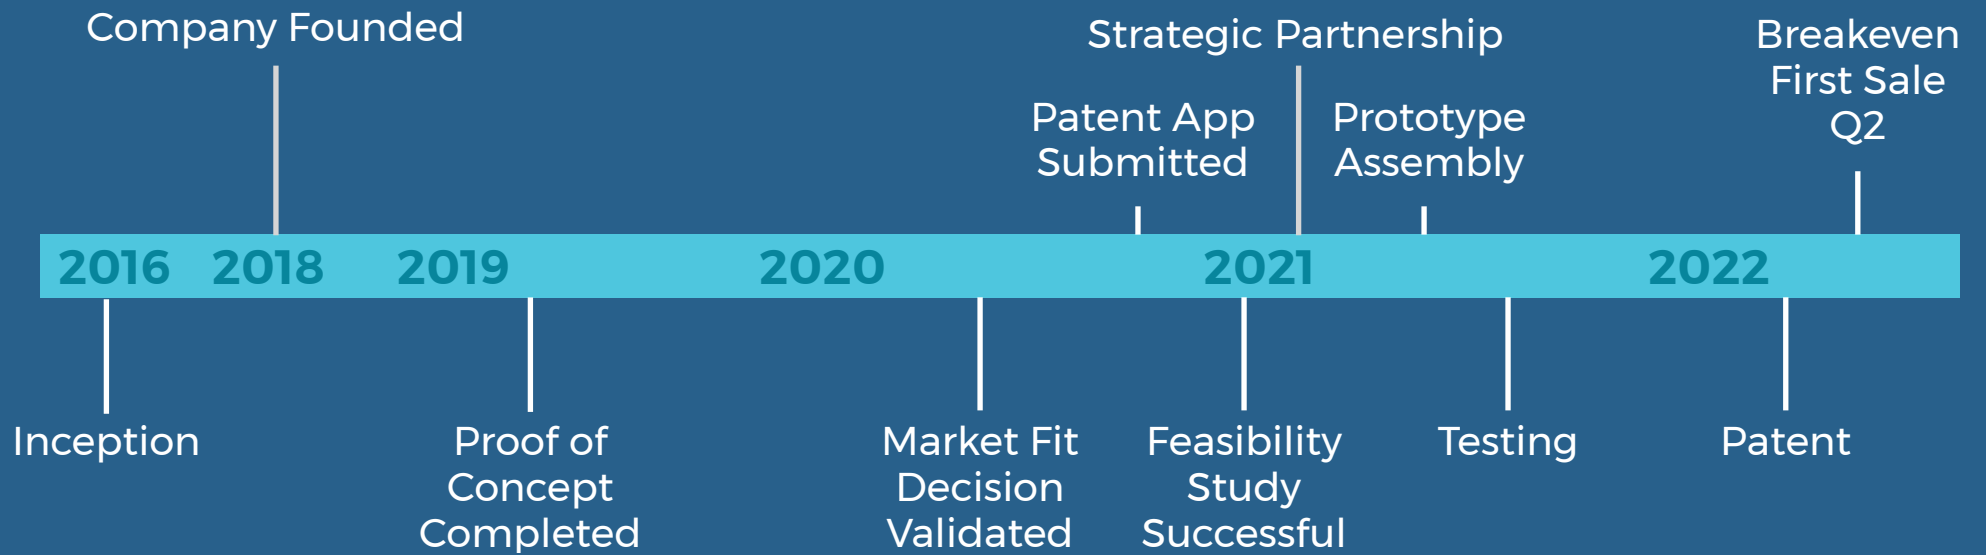 Company Founded
Strategic Partnership
Breakeven
First Sale
Q2
Patent App
Submitted
Prototype
Assembly
2016 2018 2019 2020 2021 2022
Inception
Proof of
Concept
Completed
Market Fit
Decision
Validated
Feasibility
Study
Successful
Testing
Patent